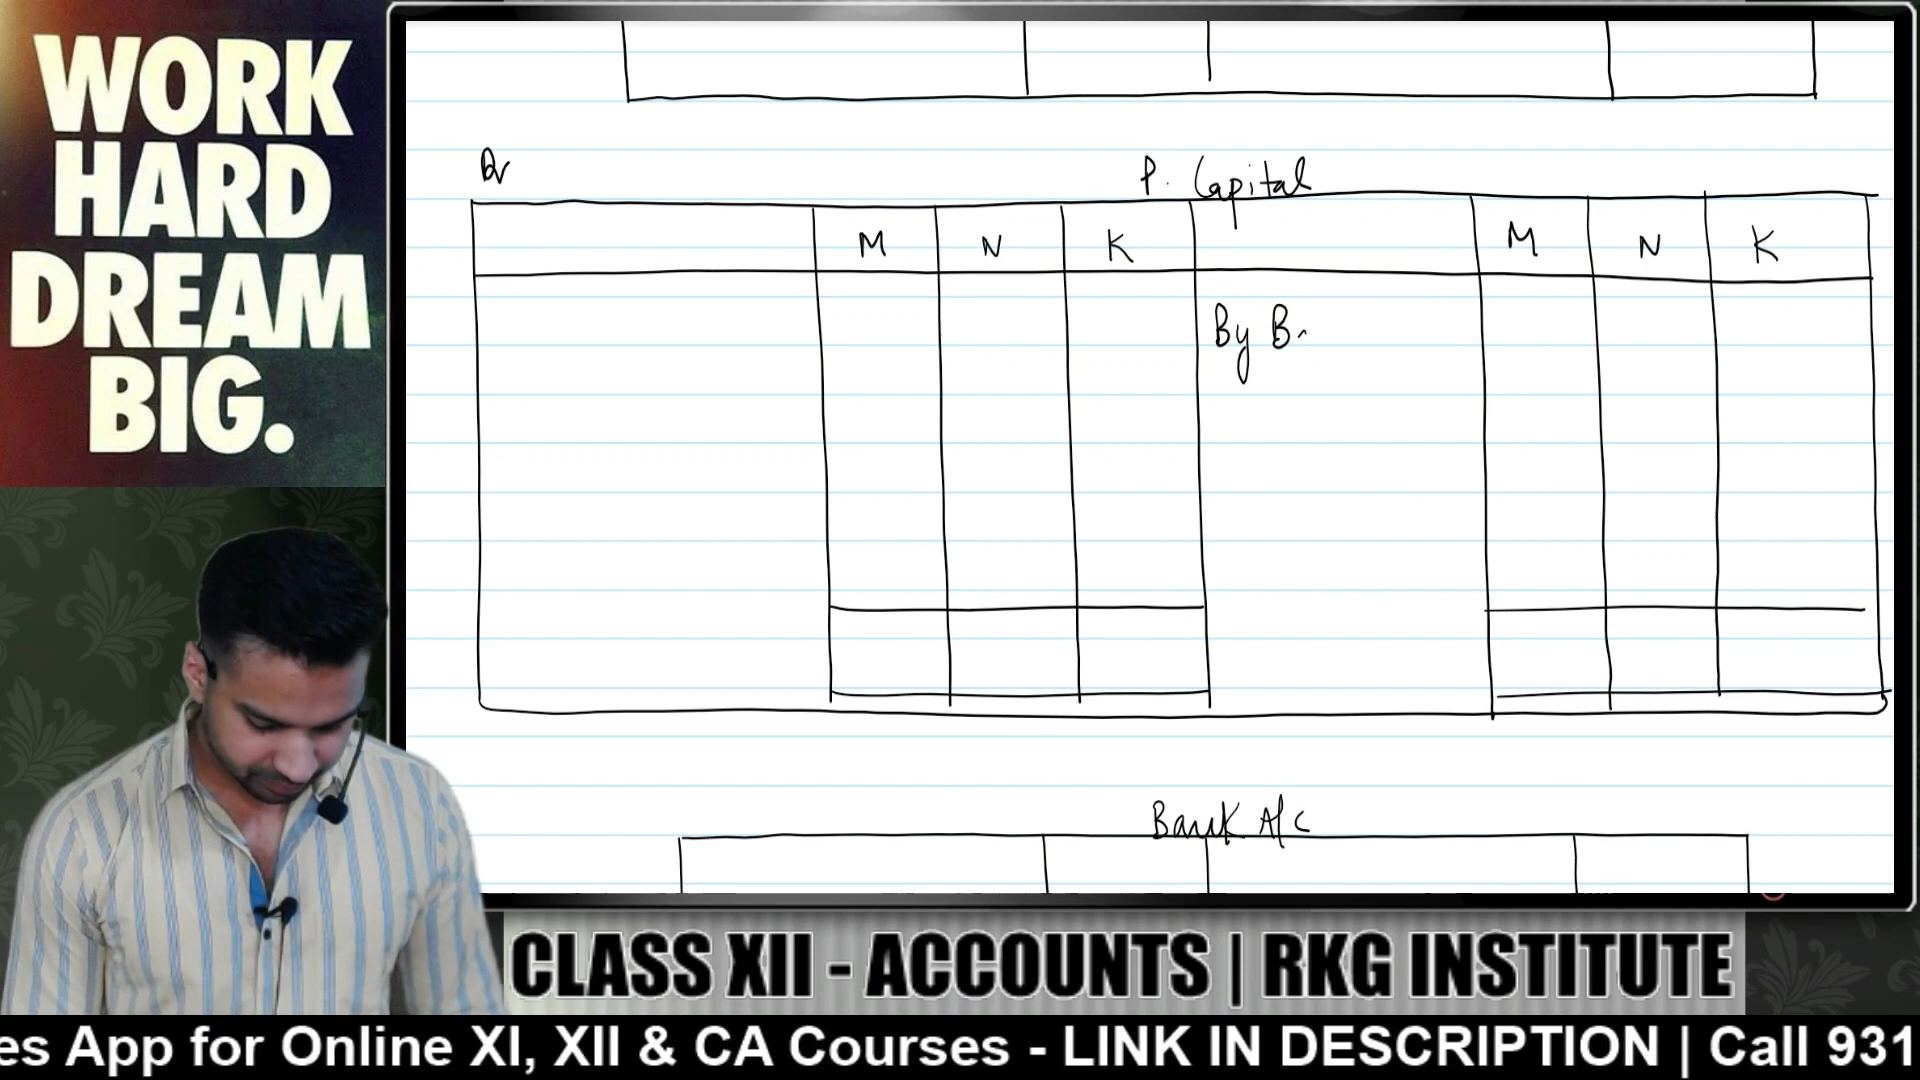 WORK
HARD
DREAM
BIG.
Dr
P. Capital
M N K M N K
By B
Bank A/c
CLASS XII - ACCOUNTS | RKG INSTITUTE
es App for Online XI, XII & CA Courses - LINK IN DESCRIPTION | Call 931